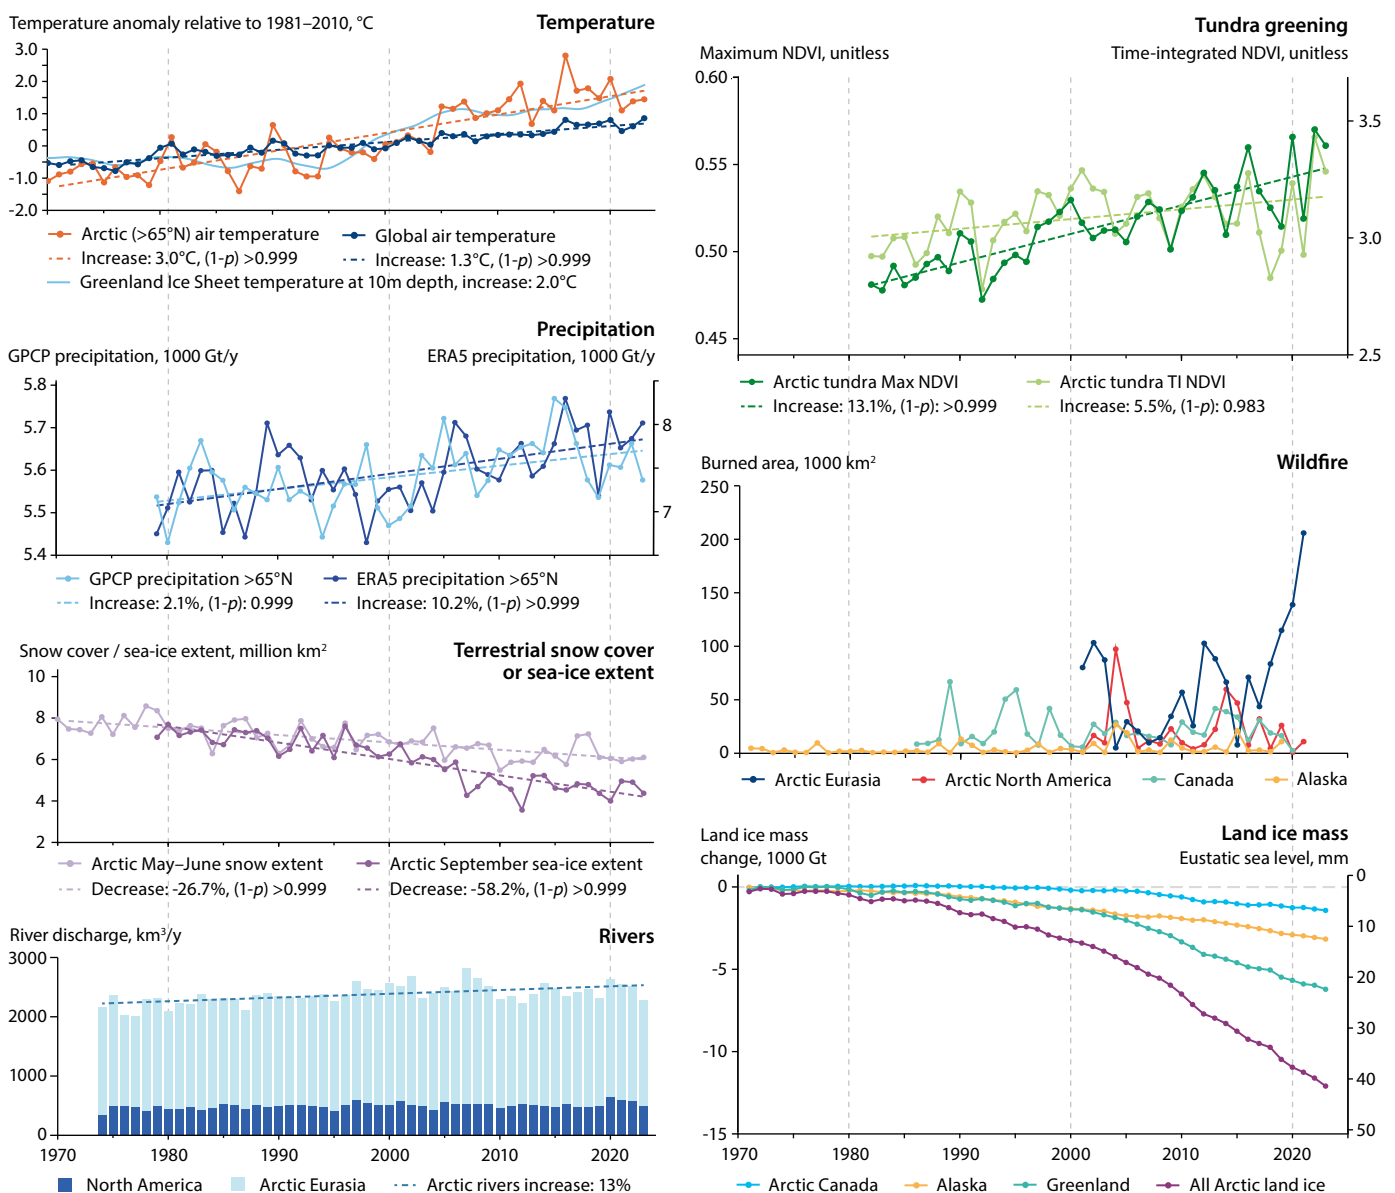 Temperature anomaly relative to 1981–2010, °C
Temperature
3.0
2.0
1.0
0
-1.0
-2.0
Arctic (>65°N) air temperature
Global air temperature
Increase: 3.0°C, (1-p) >0.999
Increase: 1.3°C, (1-p) >0.999
Greenland Ice Sheet temperature at 10m depth, increase: 2.0°C
Precipitation
GPCP precipitation, 1000 Gt/y
ERA5 precipitation, 1000 Gt/y
5.8
5.7
5.6
5.5
5.4
8
7
GPCP precipitation >65°N
ERA5 precipitation >65°N
Increase: 2.1%, (1-p): 0.999
Increase: 10.2%, (1-p) >0.999
Snow cover / sea-ice extent, million km²
Terrestrial snow cover
or sea-ice extent
10
8
6
4
2
Arctic May–June snow extent
Arctic September sea-ice extent
Decrease: -26.7%, (1-p) >0.999
Decrease: -58.2%, (1-p) >0.999
River discharge, km³/y
Rivers
3000
2000
1000
0
1970
1980
1990
2000
2010
2020
North America
Arctic Eurasia
Arctic rivers increase: 13%
Tundra greening
Maximum NDVI, unitless
Time-integrated NDVI, unitless
0.60
0.55
0.50
0.45
3.5
3.0
2.5
Arctic tundra Max NDVI
Arctic tundra TI NDVI
Increase: 13.1%, (1-p): >0.999
Increase: 5.5%, (1-p): 0.983
Burned area, 1000 km²
Wildfire
250
200
150
100
50
0
Arctic Eurasia
Arctic North America
Canada
Alaska
Land ice mass
change, 1000 Gt
Land ice mass
Eustatic sea level, mm
0
-5
-10
-15
0
10
20
30
40
50
1970
1980
1990
2000
2010
2020
Arctic Canada
Alaska
Greenland
All Arctic land ice